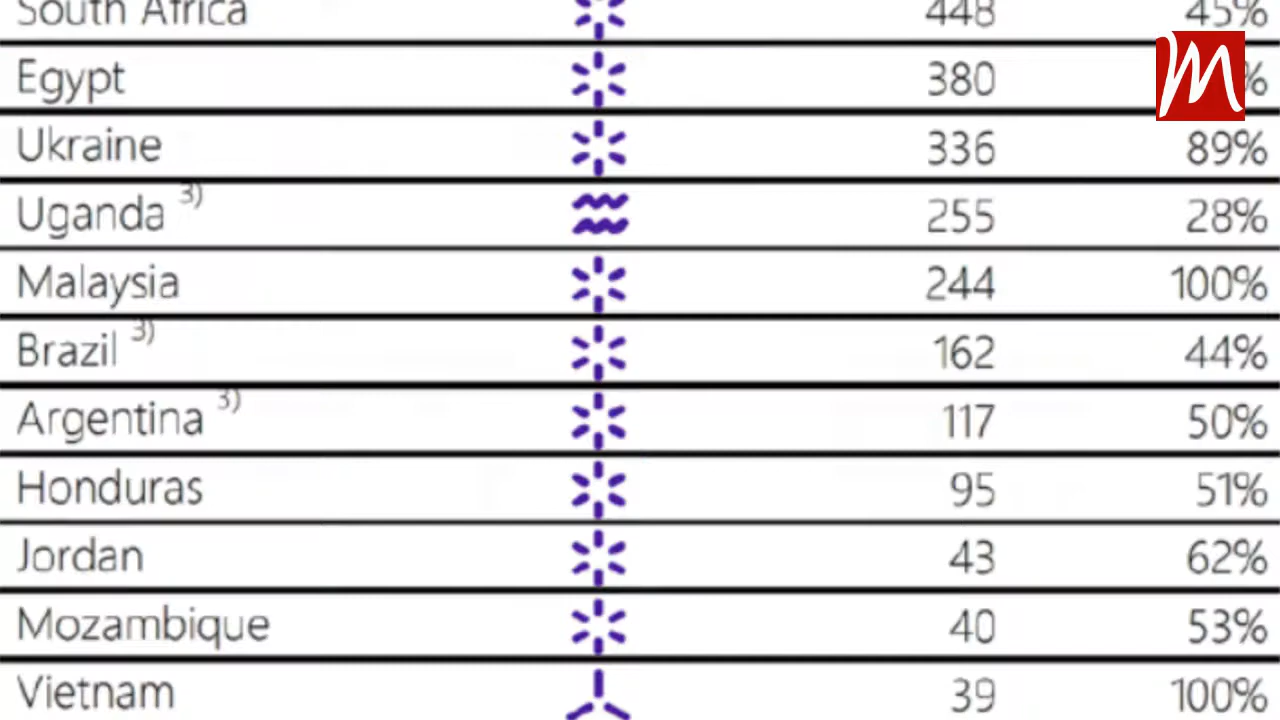 South Africa 448 45%
Egypt 380 %
Ukraine 336 89%
Uganda 3) 255 28%
Malaysia 244 100%
Brazil 3) 162 44%
Argentina 3) 117 50%
Honduras 95 51%
Jordan 43 62%
Mozambique 40 53%
Vietnam 39 100%
M